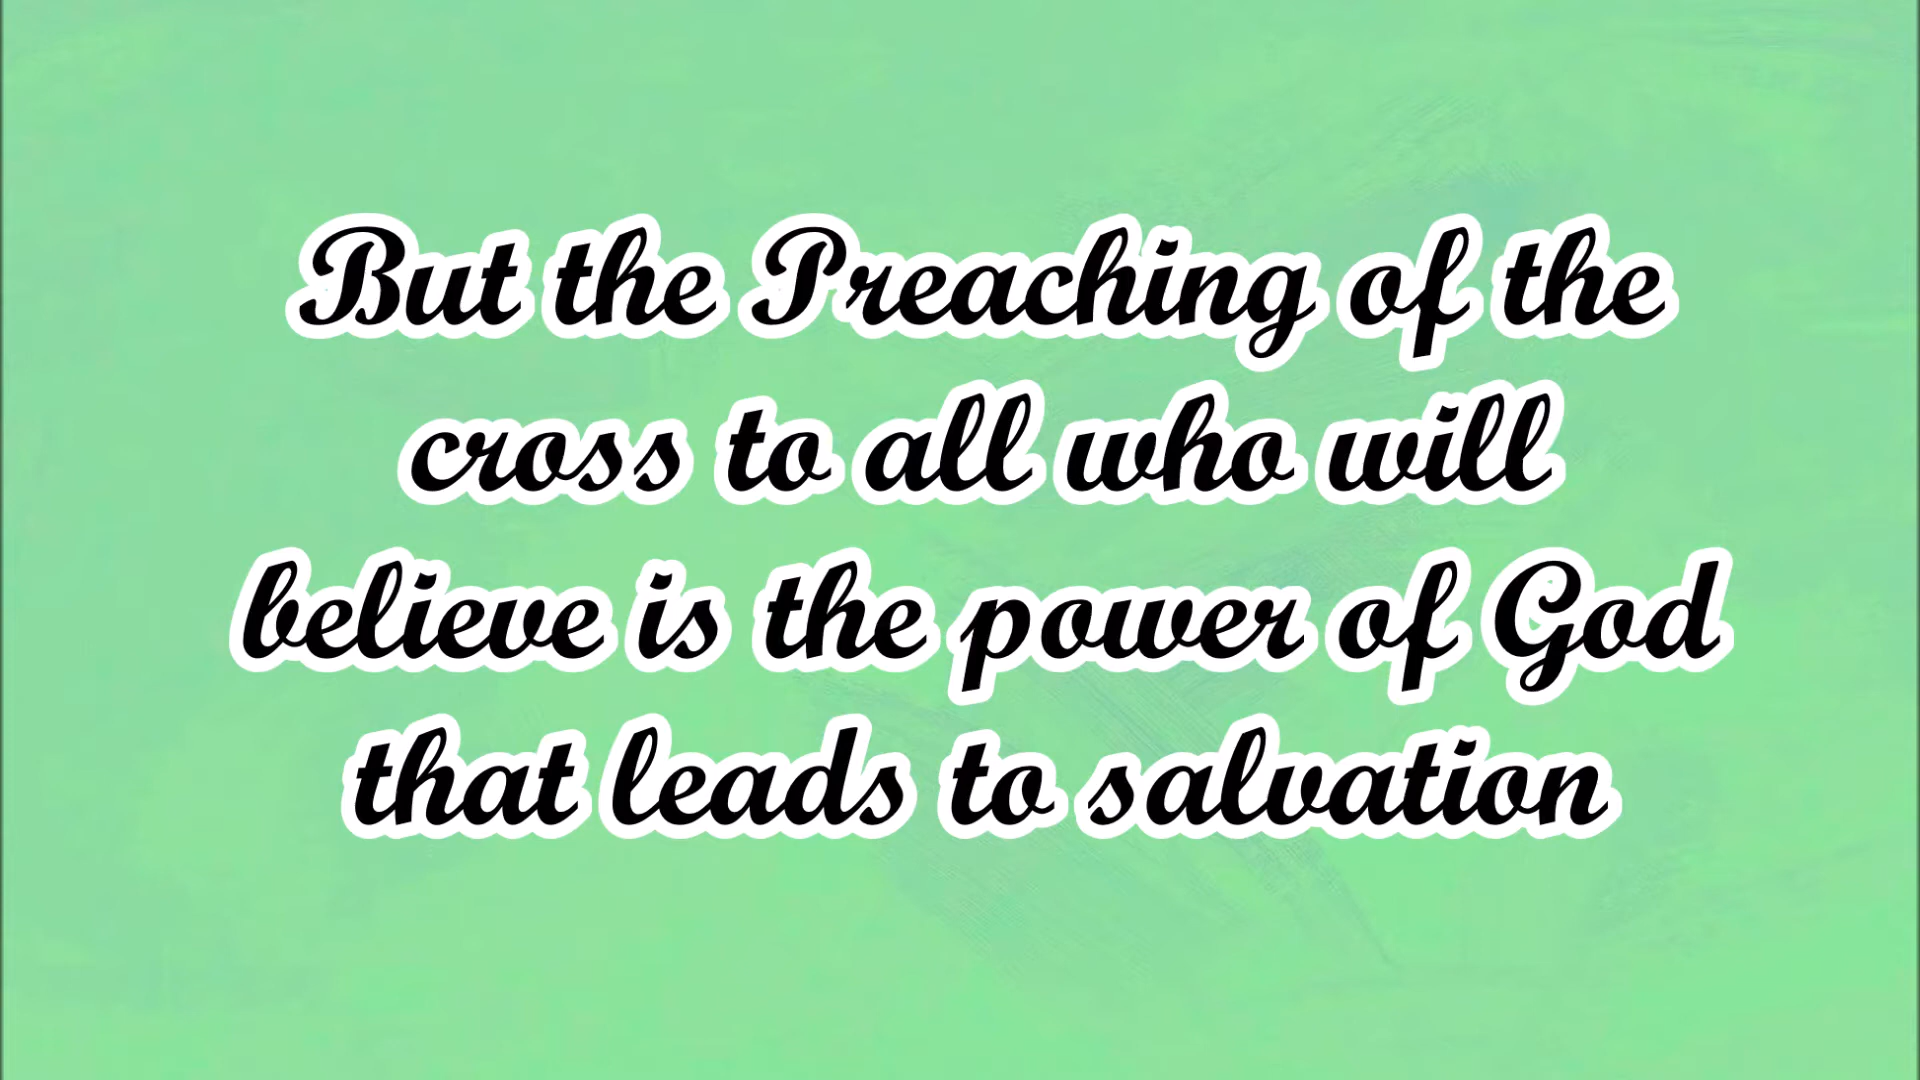 But the Preaching of the
cross to all who will
believe is the power of God
that leads to salvation